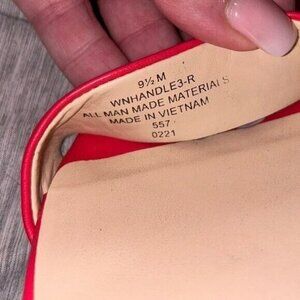 9½ M
WNHANDLE3-R
ALL MAN MADE MATERIALS
MADE IN VIETNAM
557
0221